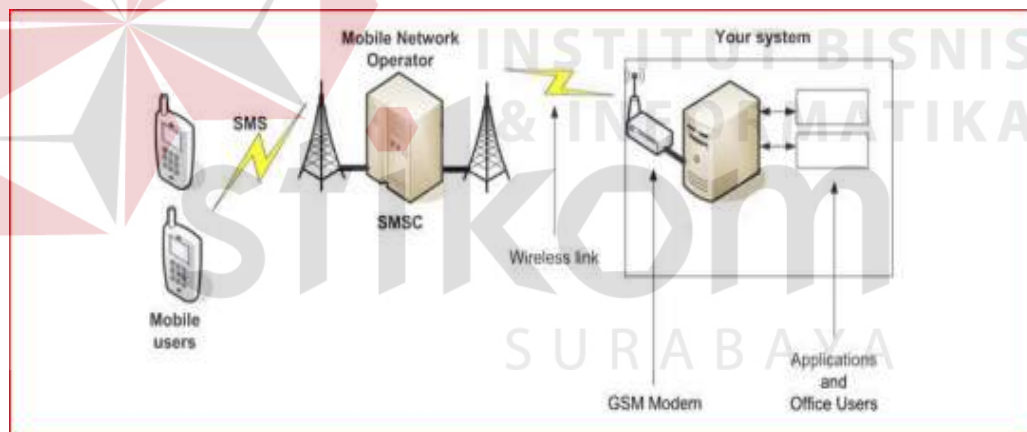 Mobile Network
Operator
Your system
SMS
SMSC
Wireless link
Mobile
users
GSM Modem
Applications
and
Office Users
INSTITUT BISNIS
& INFORMATIKA
stikom
SURABAYA